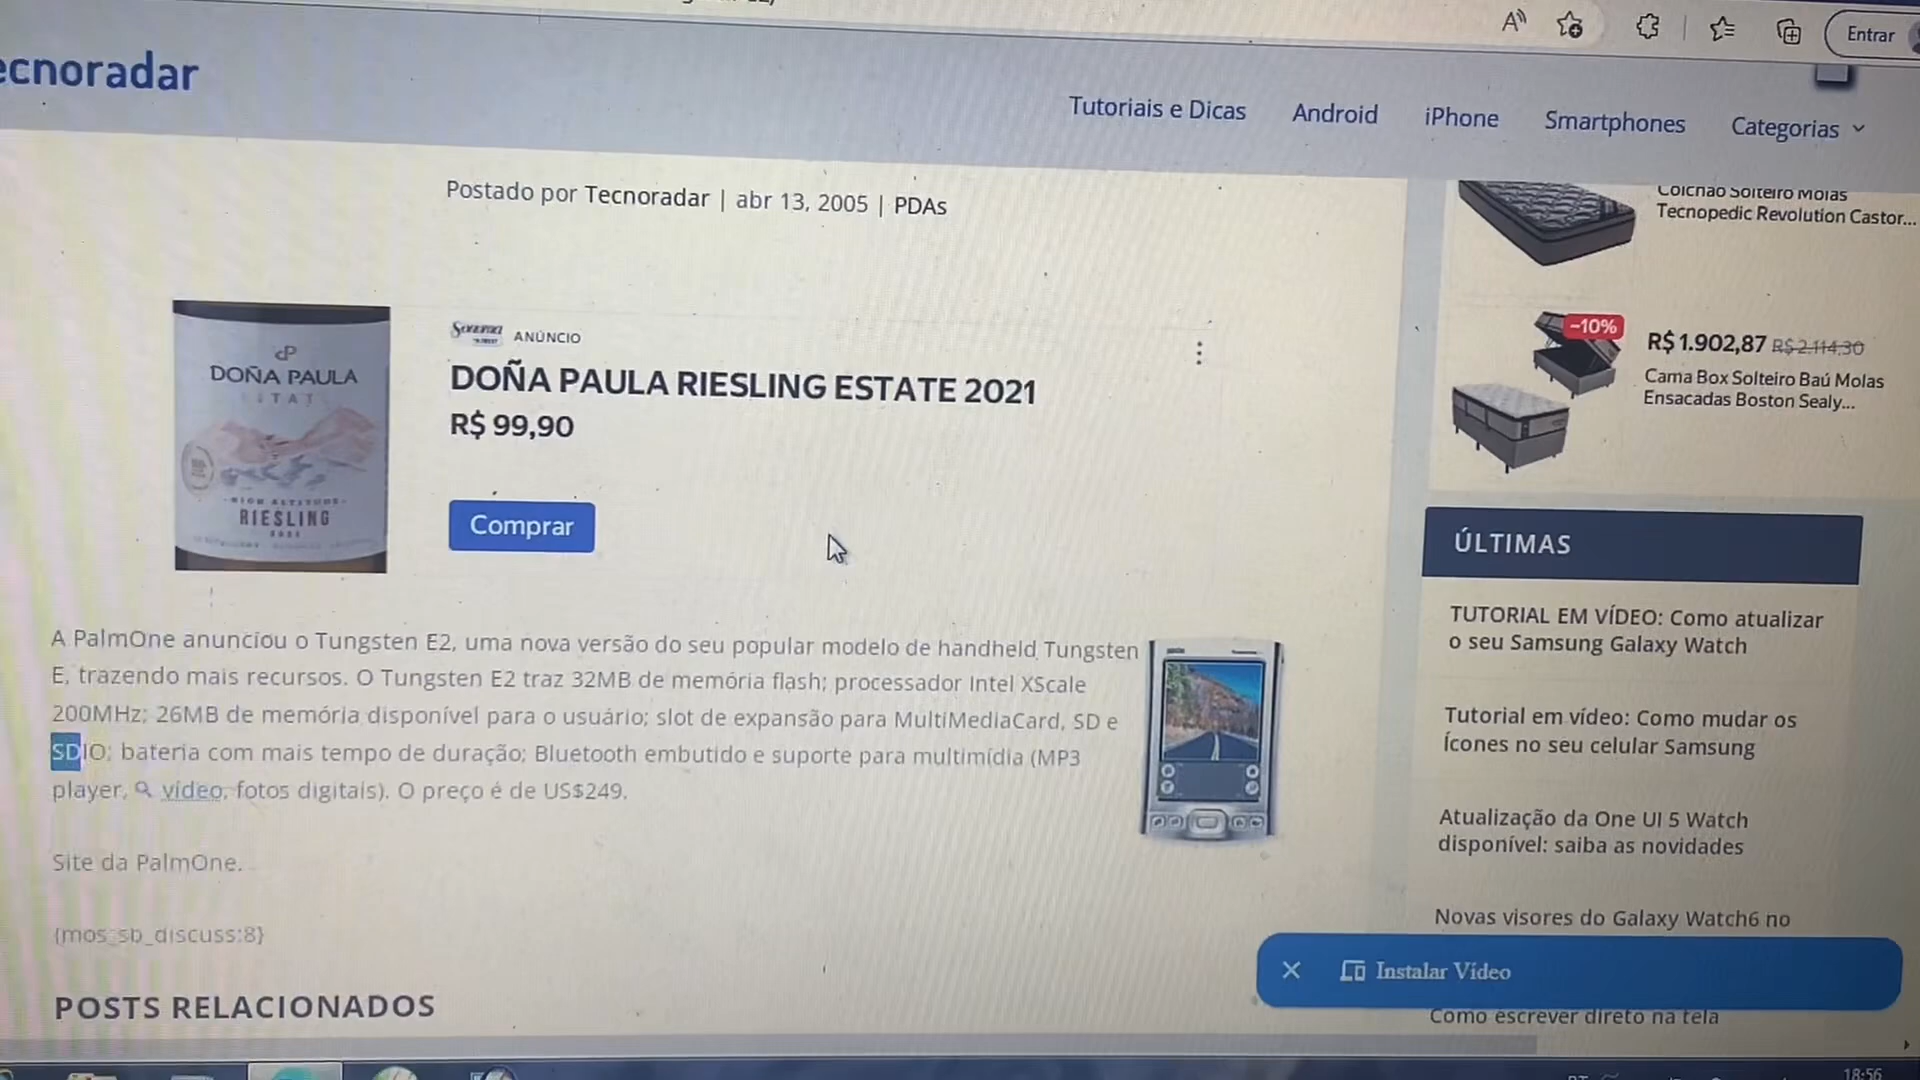 Entrar
ecnoradar
Tutoriais e Dicas Android iPhone Smartphones Categorias
Postado por Tecnoradar | abr 13, 2005 | PDAs
ANÚNCIO
DOÑA PAULA RIESLING ESTATE 2021
R$ 99,90
Comprar
DOÑA PAULA
RIESLING
A PalmOne anunciou o Tungsten E2, uma nova versão do seu popular modelo de handheld Tungsten
E, trazendo mais recursos. O Tungsten E2 traz 32MB de memória flash; processador Intel XScale
200MHz; 26MB de memória disponível para o usuário; slot de expansão para MultiMediaCard, SD e
SDIO; bateria com mais tempo de duração; Bluetooth embutido e suporte para multimídia (MP3
player, vídeo, fotos digitais). O preço é de US$249.
Site da PalmOne.
{mos_sb_discuss:8}
POSTS RELACIONADOS
Colchão Solteiro Molas
Tecnopedic Revolution Castor...
-10%
R$ 1.902,87 R$ 2.114,30
Cama Box Solteiro Baú Molas
Ensacadas Boston Sealy...
ÚLTIMAS
TUTORIAL EM VÍDEO: Como atualizar
o seu Samsung Galaxy Watch
Tutorial em vídeo: Como mudar os
Ícones no seu celular Samsung
Atualização da One UI 5 Watch
disponível: saiba as novidades
Novas visores do Galaxy Watch6 no
Instalar Vídeo
Como escrever direto na tela
18:56